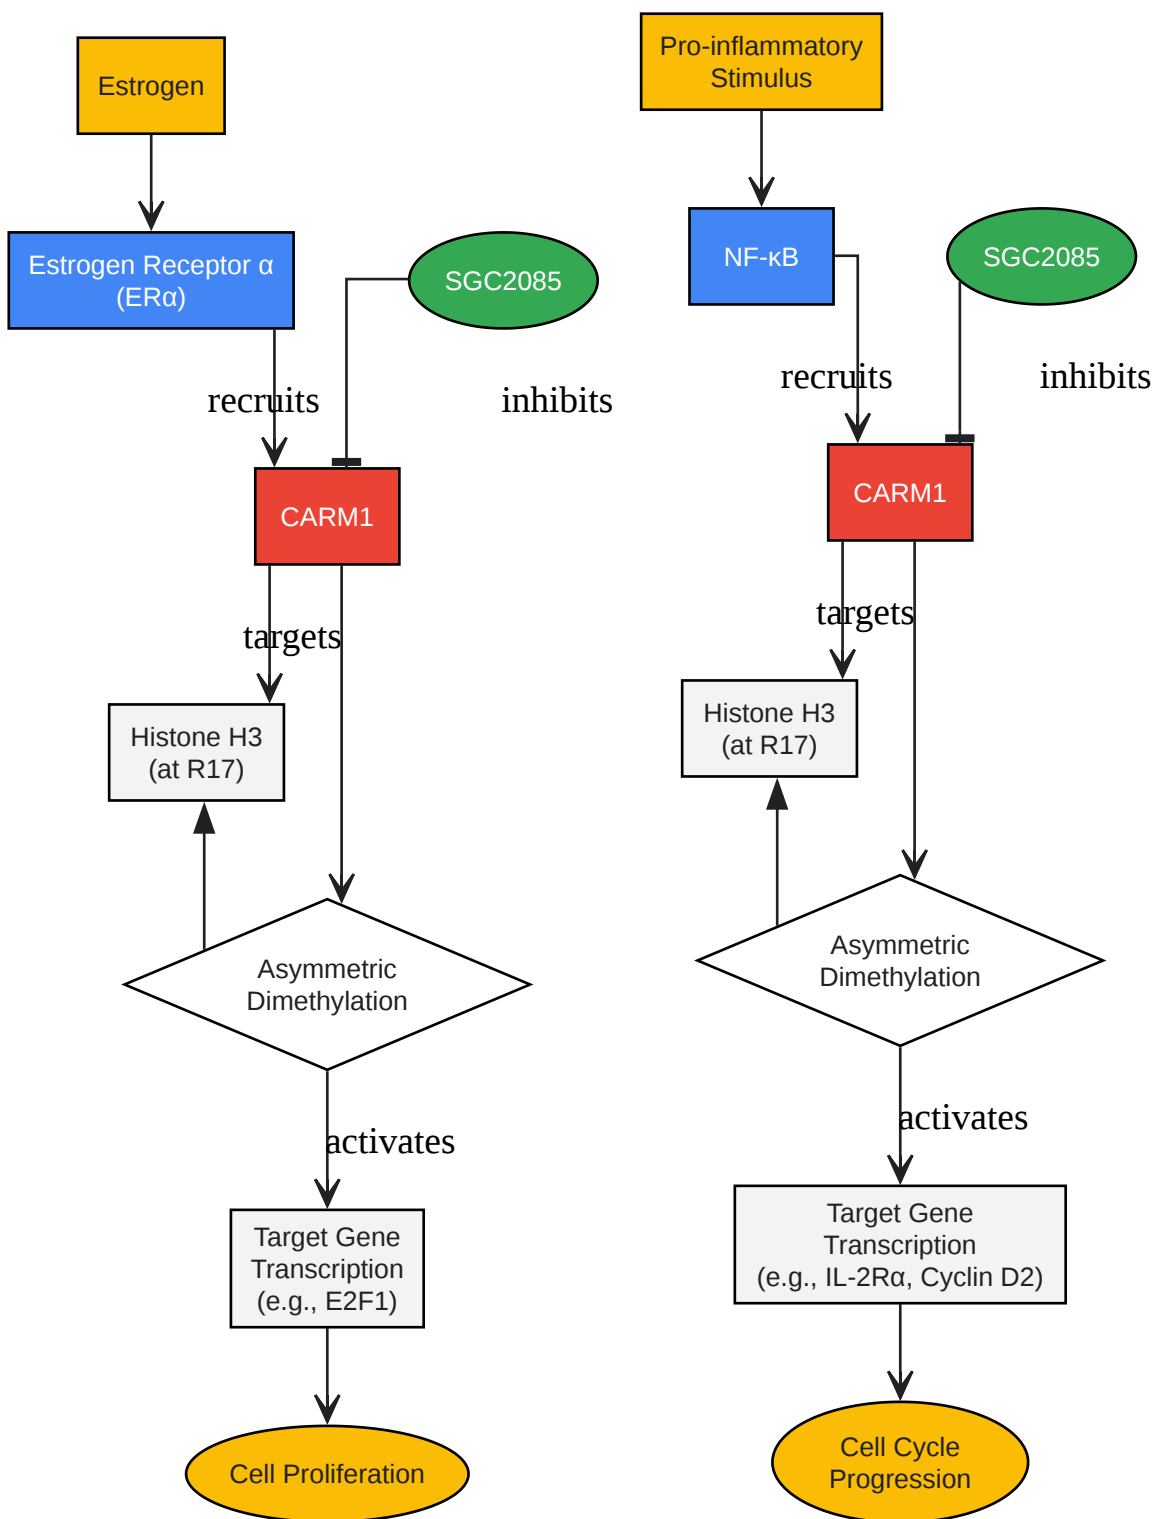 Estrogen
Estrogen Receptor α
(ERα)
SGC2085
recruits
inhibits
CARM1
targets
Histone H3
(at R17)
Asymmetric
Dimethylation
activates
Target Gene
Transcription
(e.g., E2F1)
Cell Proliferation
Pro-inflammatory
Stimulus
NF-κB
SGC2085
recruits
inhibits
CARM1
targets
Histone H3
(at R17)
Asymmetric
Dimethylation
activates
Target Gene
Transcription
(e.g., IL-2Rα, Cyclin D2)
Cell Cycle
Progression